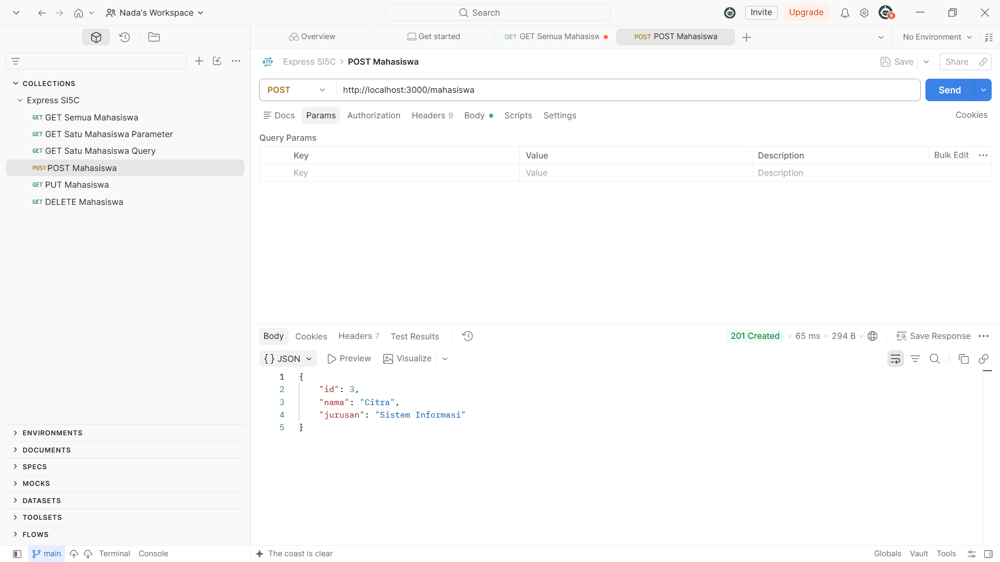 Nada's Workspace
Search
Invite
Upgrade
N
Overview
Get started
GET GET Semua Mahasisw
POST POST Mahasiswa
No Environment
HTTP Express SI5C > POST Mahasiswa
Save
Share
COLLECTIONS
Express SI5C
GET GET Semua Mahasiswa
GET GET Satu Mahasiswa Parameter
GET GET Satu Mahasiswa Query
POST POST Mahasiswa
GET PUT Mahasiswa
GET DELETE Mahasiswa
ENVIRONMENTS
DOCUMENTS
SPECS
MOCKS
DATASETS
TOOLSETS
FLOWS
POST
http://localhost:3000/mahasiswa
Send
Docs Params Authorization Headers 9 Body Scripts Settings
Cookies
Query Params
Key Value Description Bulk Edit
Key Value Description
Body Cookies Headers 7 Test Results
201 Created • 65 ms • 294 B •
e.g. Save Response
{} JSON Preview Visualize
1 {
2 "id": 3,
3 "nama": "Citra",
4 "jurusan": "Sistem Informasi"
5 }
main Terminal Console
The coast is clear
Globals Vault Tools